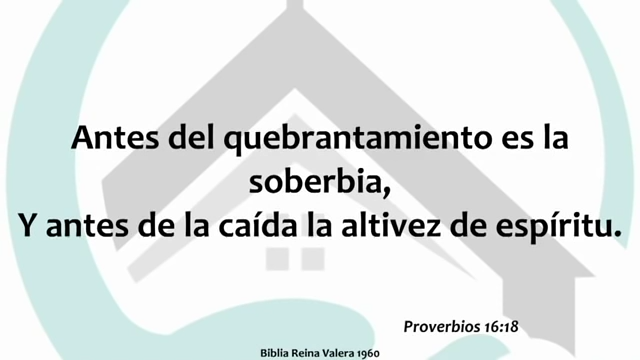 Antes del quebrantamiento es la
soberbia,
Y antes de la caída la altivez de espíritu.
Proverbios 16:18
Biblia Reina Valera 1960